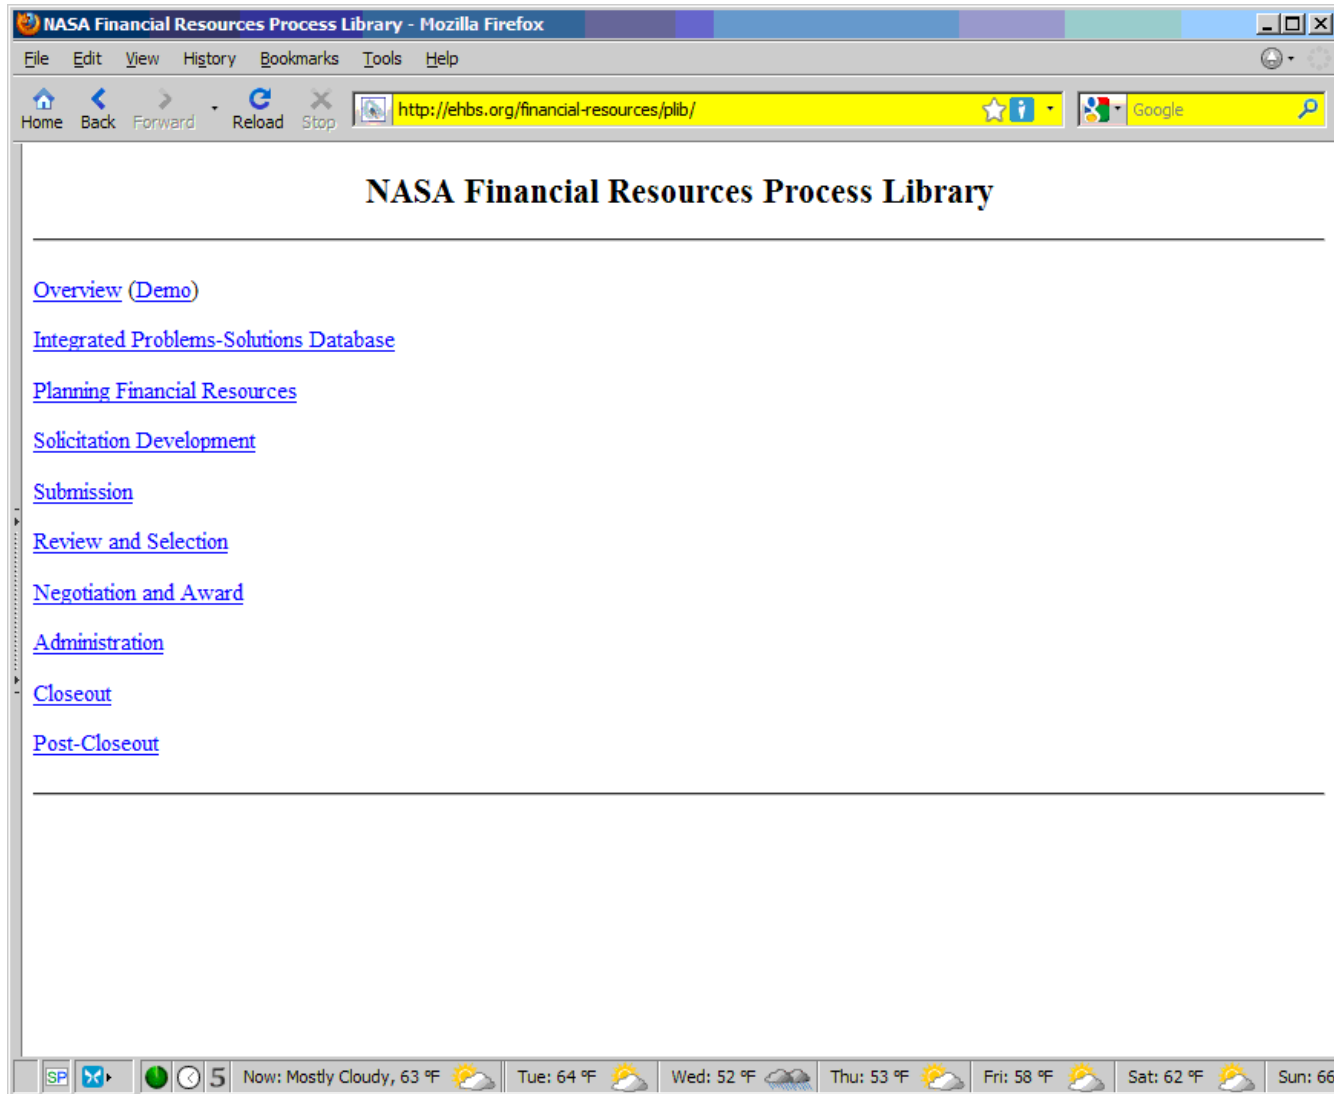 NASA Financial Resources Process Library - Mozilla Firefox
File Edit View History Bookmarks Tools Help
Home Back Forward Reload Stop http://ehbs.org/financial-resources/plib/ Google
NASA Financial Resources Process Library
Overview (Demo)
Integrated Problems-Solutions Database
Planning Financial Resources
Solicitation Development
Submission
Review and Selection
Negotiation and Award
Administration
Closeout
Post-Closeout
SP 5 Now: Mostly Cloudy, 63 °F Tue: 64 °F Wed: 52 °F Thu: 53 °F Fri: 58 °F Sat: 62 °F Sun: 66